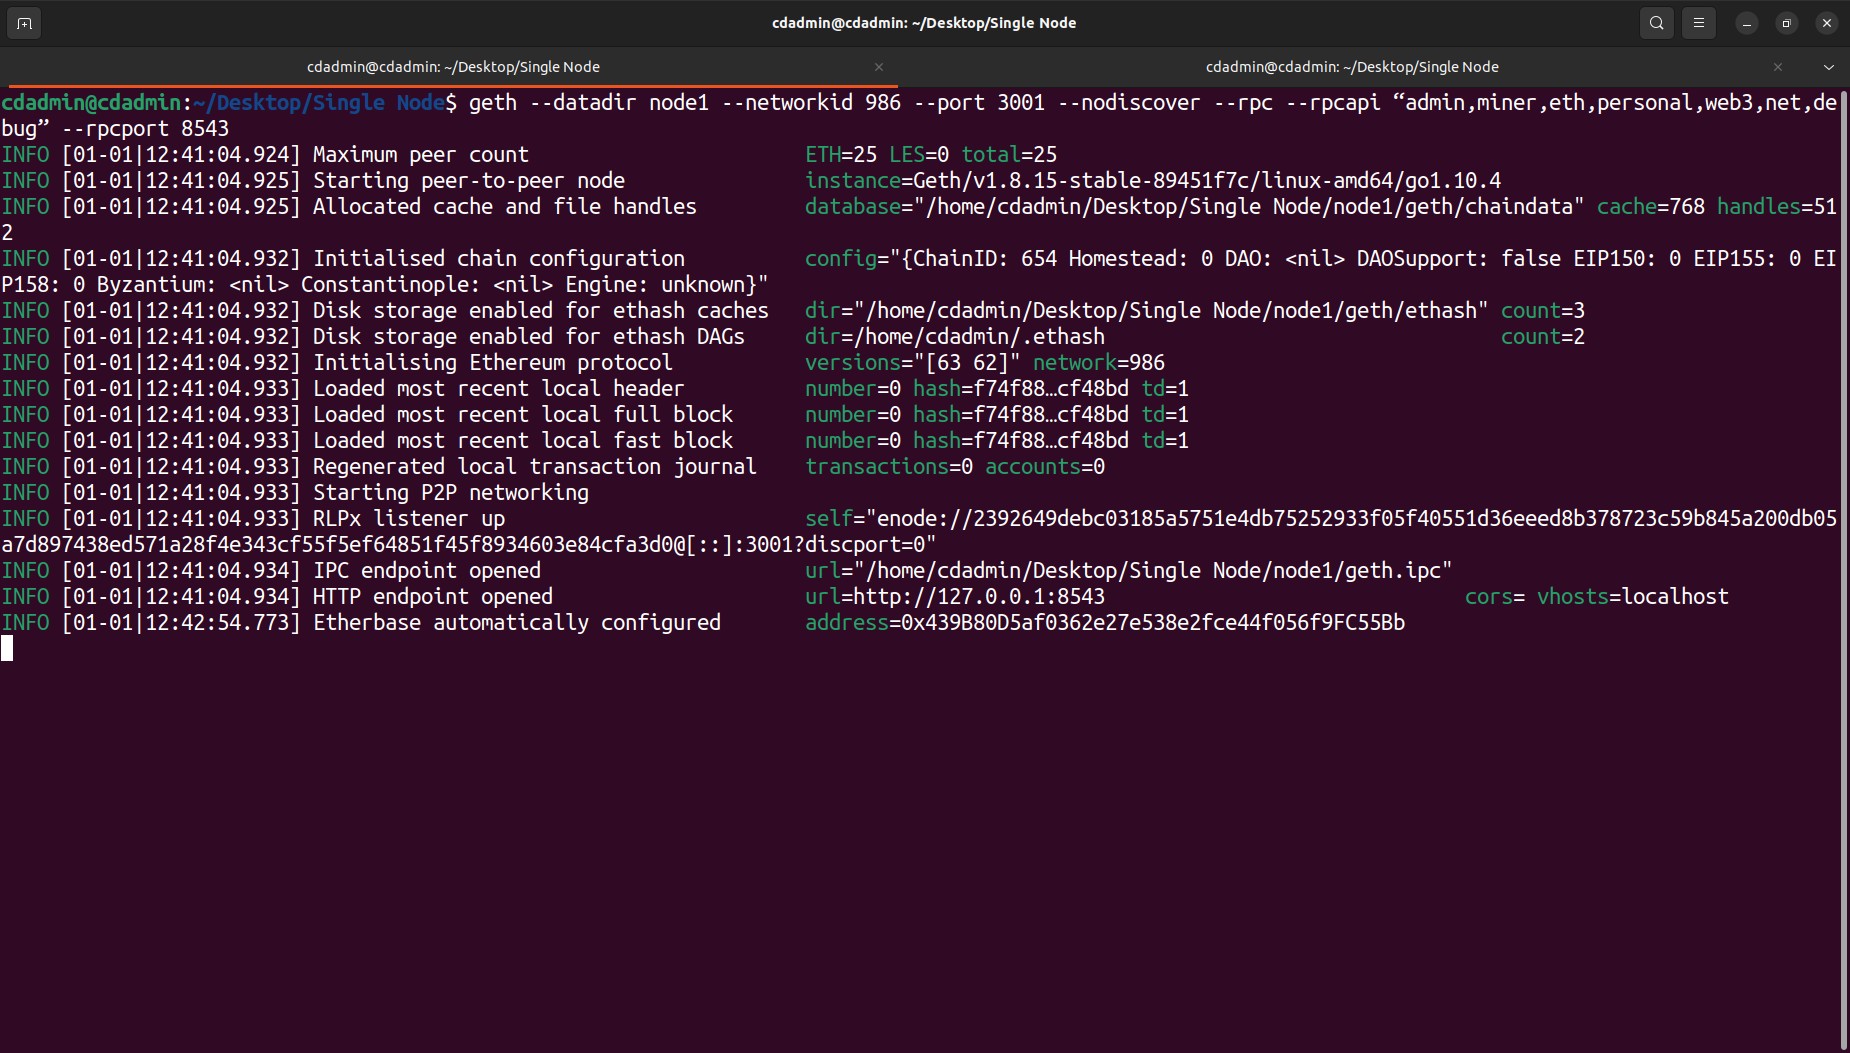 cdadmin@cdadmin: ~/Desktop/Single Node
cdadmin@cdadmin: ~/Desktop/Single Node
cdadmin@cdadmin: ~/Desktop/Single Node
cdadmin@cdadmin:~/Desktop/Single Node$ geth --datadir node1 --networkid 986 --port 3001 --nodiscover --rpc --rpcapi “admin,miner,eth,personal,web3,net,de
bug” --rpcport 8543
INFO [01-01|12:41:04.924] Maximum peer count ETH=25 LES=0 total=25
INFO [01-01|12:41:04.925] Starting peer-to-peer node instance=Geth/v1.8.15-stable-89451f7c/linux-amd64/go1.10.4
INFO [01-01|12:41:04.925] Allocated cache and file handles database="/home/cdadmin/Desktop/Single Node/node1/geth/chaindata" cache=768 handles=51
2
INFO [01-01|12:41:04.932] Initialised chain configuration config="{ChainID: 654 Homestead: 0 DAO: <nil> DAOSupport: false EIP150: 0 EIP155: 0 EI
P158: 0 Byzantium: <nil> Constantinople: <nil> Engine: unknown}"
INFO [01-01|12:41:04.932] Disk storage enabled for ethash caches dir="/home/cdadmin/Desktop/Single Node/node1/geth/ethash" count=3
INFO [01-01|12:41:04.932] Disk storage enabled for ethash DAGs dir=/home/cdadmin/.ethash count=2
INFO [01-01|12:41:04.932] Initialising Ethereum protocol versions="[63 62]" network=986
INFO [01-01|12:41:04.933] Loaded most recent local header number=0 hash=f74f88…cf48bd td=1
INFO [01-01|12:41:04.933] Loaded most recent local full block number=0 hash=f74f88…cf48bd td=1
INFO [01-01|12:41:04.933] Loaded most recent local fast block number=0 hash=f74f88…cf48bd td=1
INFO [01-01|12:41:04.933] Regenerated local transaction journal transactions=0 accounts=0
INFO [01-01|12:41:04.933] Starting P2P networking
INFO [01-01|12:41:04.933] RLPx listener up self="enode://2392649debc03185a5751e4db75252933f05f40551d36eeed8b378723c59b845a200db05
a7d897438ed571a28f4e343cf55f5ef64851f45f8934603e84cfa3d0@[::]:3001?discport=0"
INFO [01-01|12:41:04.934] IPC endpoint opened url="/home/cdadmin/Desktop/Single Node/node1/geth.ipc"
INFO [01-01|12:41:04.934] HTTP endpoint opened url=http://127.0.0.1:8543 cors= vhosts=localhost
INFO [01-01|12:42:54.773] Etherbase automatically configured address=0x439B80D5af0362e27e538e2fce44f056f9FC55Bb